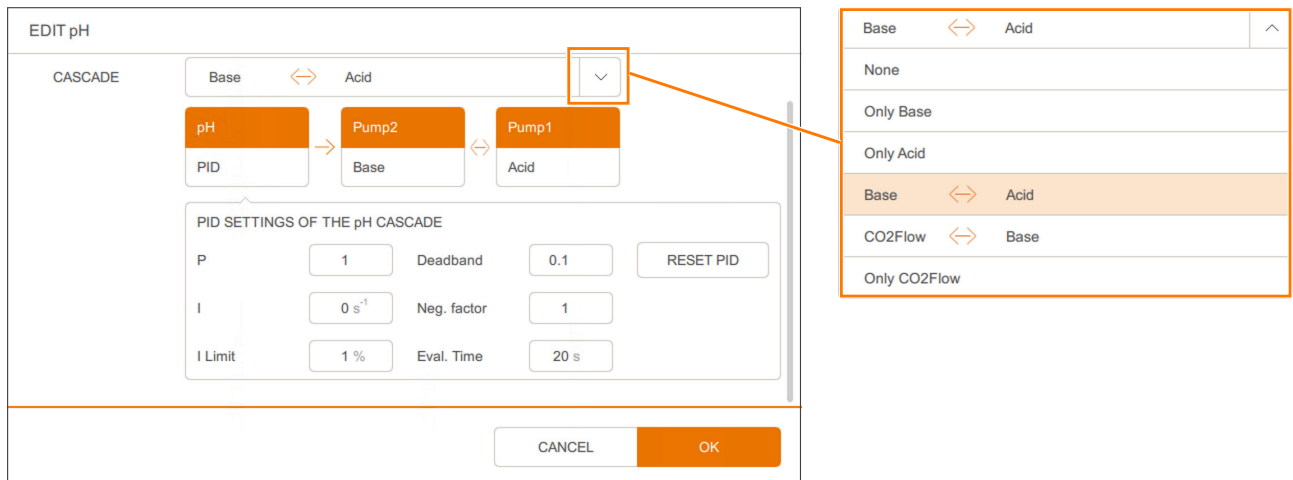 EDIT pH
CASCADE Base Acid
pH Pump2 Pump1
PID Base Acid
PID SETTINGS OF THE pH CASCADE
P 1 Deadband 0.1 RESET PID
I 0 s⁻¹ Neg. factor 1
I Limit 1 % Eval. Time 20 s
CANCEL OK
Base Acid
None
Only Base
Only Acid
Base Acid
CO2Flow Base
Only CO2Flow